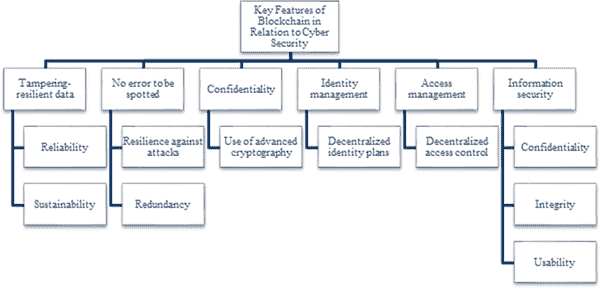 Key Features of
Blockchain in
Relation to Cyber
Security
Tampering-
resilient data
No error to be
spotted
Confidentiality
Identity
management
Access
management
Information
security
Reliability
Resilience against
attacks
Use of advanced
cryptography
Decentralized
identity plans
Decentralized
access control
Confidentiality
Sustainability
Redundancy
Integrity
Usability